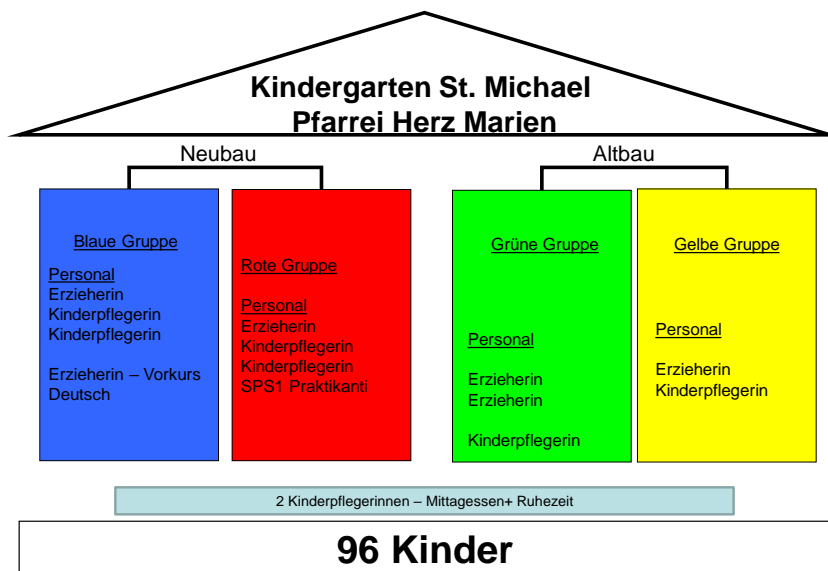 Kindergarten St. Michael
Pfarrei Herz Marien
Neubau
Altbau
Blaue Gruppe
Personal
Erzieherin
Kinderpflegerin
Kinderpflegerin
Erzieherin – Vorkurs
Deutsch
Rote Gruppe
Personal
Erzieherin
Kinderpflegerin
Kinderpflegerin
SPS1 Praktikanti
Grüne Gruppe
Personal
Erzieherin
Erzieherin
Kinderpflegerin
Gelbe Gruppe
Personal
Erzieherin
Kinderpflegerin
2 Kinderpflegerinnen – Mittagessen+ Ruhezeit
96 Kinder